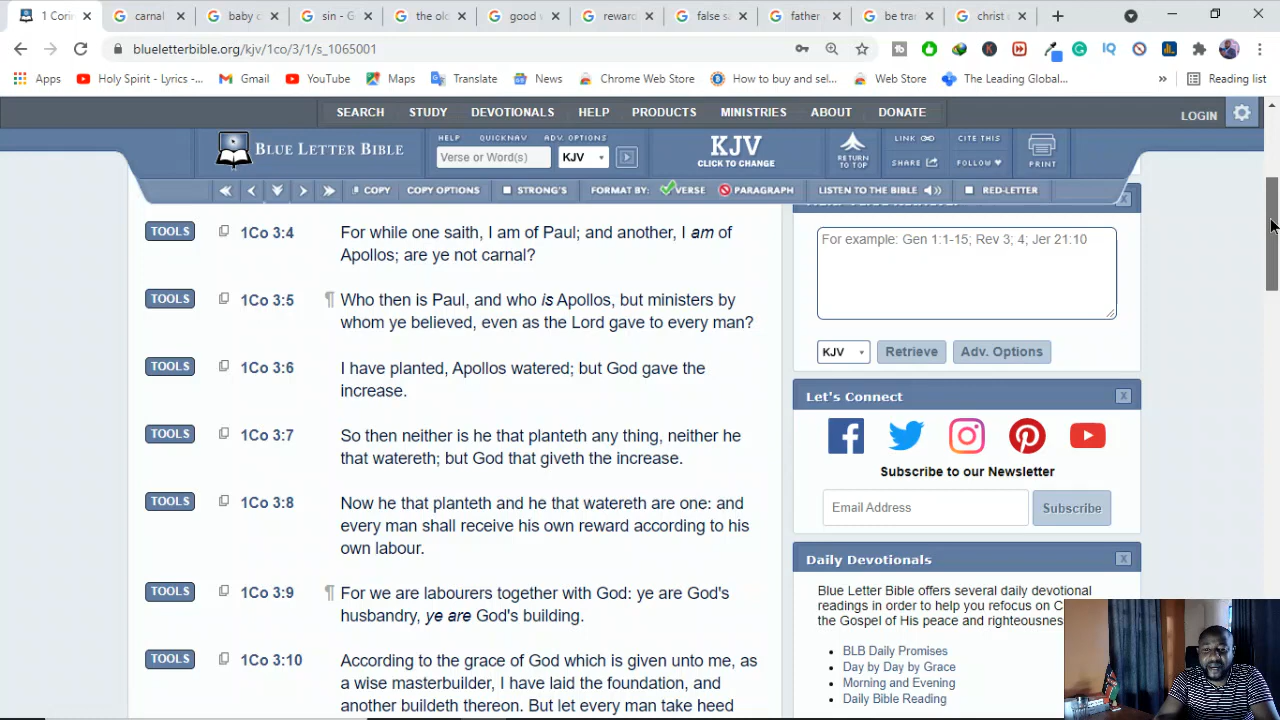 1 Corin
carnal
baby c
sin - G
the old
good w
reward
false sa
father
be tran
christ e
blueletterbible.org/kjv/1co/3/1/s_1065001
Apps
Holy Spirit - Lyrics -...
Gmail
YouTube
Maps
Translate
News
Chrome Web Store
How to buy and sel...
Web Store
The Leading Global...
»
Reading list
SEARCH STUDY DEVOTIONALS HELP PRODUCTS MINISTRIES ABOUT DONATE
LOGIN
BLUE LETTER BIBLE
HELP QUICKNAV ADV. OPTIONS
Verse or Word(s) KJV
KJV
CLICK TO CHANGE
RETURN
TO TOP
LINK
CITE THIS
SHARE
FOLLOW
PRINT
COPY COPY OPTIONS STRONG'S FORMAT BY: VERSE PARAGRAPH LISTEN TO THE BIBLE RED-LETTER
TOOLS 1Co 3:4 For while one saith, I am of Paul; and another, I am of
Apollos; are ye not carnal?
TOOLS 1Co 3:5 ¶ Who then is Paul, and who is Apollos, but ministers by
whom ye believed, even as the Lord gave to every man?
TOOLS 1Co 3:6 I have planted, Apollos watered; but God gave the
increase.
TOOLS 1Co 3:7 So then neither is he that planteth any thing, neither he
that watereth; but God that giveth the increase.
TOOLS 1Co 3:8 Now he that planteth and he that watereth are one: and
every man shall receive his own reward according to his
own labour.
TOOLS 1Co 3:9 ¶ For we are labourers together with God: ye are God's
husbandry, ye are God's building.
TOOLS 1Co 3:10 According to the grace of God which is given unto me, as
a wise masterbuilder, I have laid the foundation, and
another buildeth thereon. But let every man take heed
For example: Gen 1:1-15; Rev 3; 4; Jer 21:10
KJV Retrieve Adv. Options
Let's Connect X
Subscribe to our Newsletter
Email Address Subscribe
Daily Devotionals X
Blue Letter Bible offers several daily devotional
readings in order to help you refocus on C
the Gospel of His peace and righteousne
BLB Daily Promises
Day by Day by Grace
Morning and Evening
Daily Bible Reading